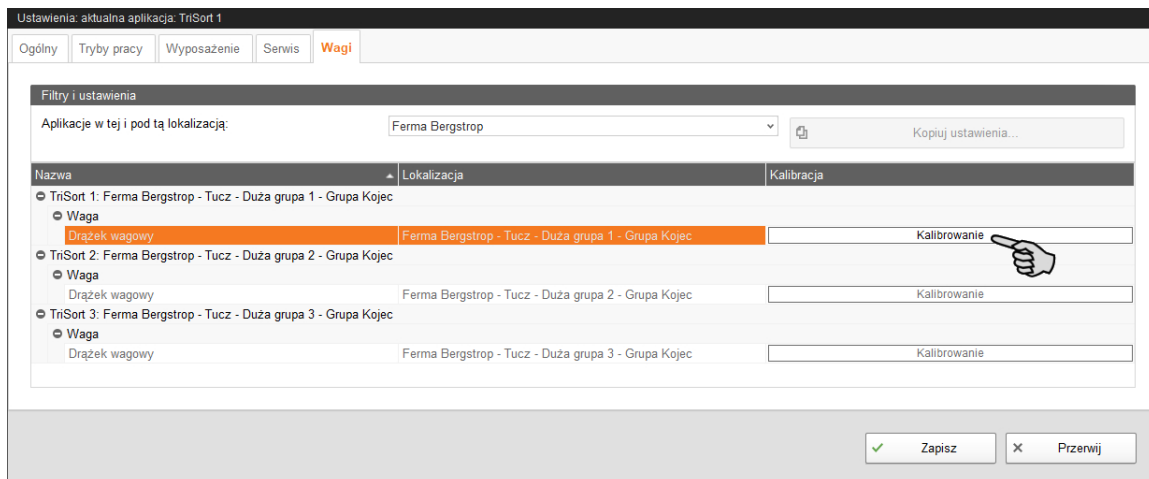 Ustawienia: aktualna aplikacja: TriSort 1
Ogólny Tryby pracy Wyposażenie Serwis Wagi
Filtry i ustawienia
Aplikacje w tej i pod tą lokalizacją: Ferma Bergstrop Kopiuj ustawienia...
Nazwa Lokalizacja Kalibracja
TriSort 1: Ferma Bergstrop - Tucz - Duża grupa 1 - Grupa Kojec
Waga
Drążek wagowy Ferma Bergstrop - Tucz - Duża grupa 1 - Grupa Kojec Kalibrowanie
TriSort 2: Ferma Bergstrop - Tucz - Duża grupa 2 - Grupa Kojec
Waga
Drążek wagowy Ferma Bergstrop - Tucz - Duża grupa 2 - Grupa Kojec Kalibrowanie
TriSort 3: Ferma Bergstrop - Tucz - Duża grupa 3 - Grupa Kojec
Waga
Drążek wagowy Ferma Bergstrop - Tucz - Duża grupa 3 - Grupa Kojec Kalibrowanie
Zapisz Przerwij